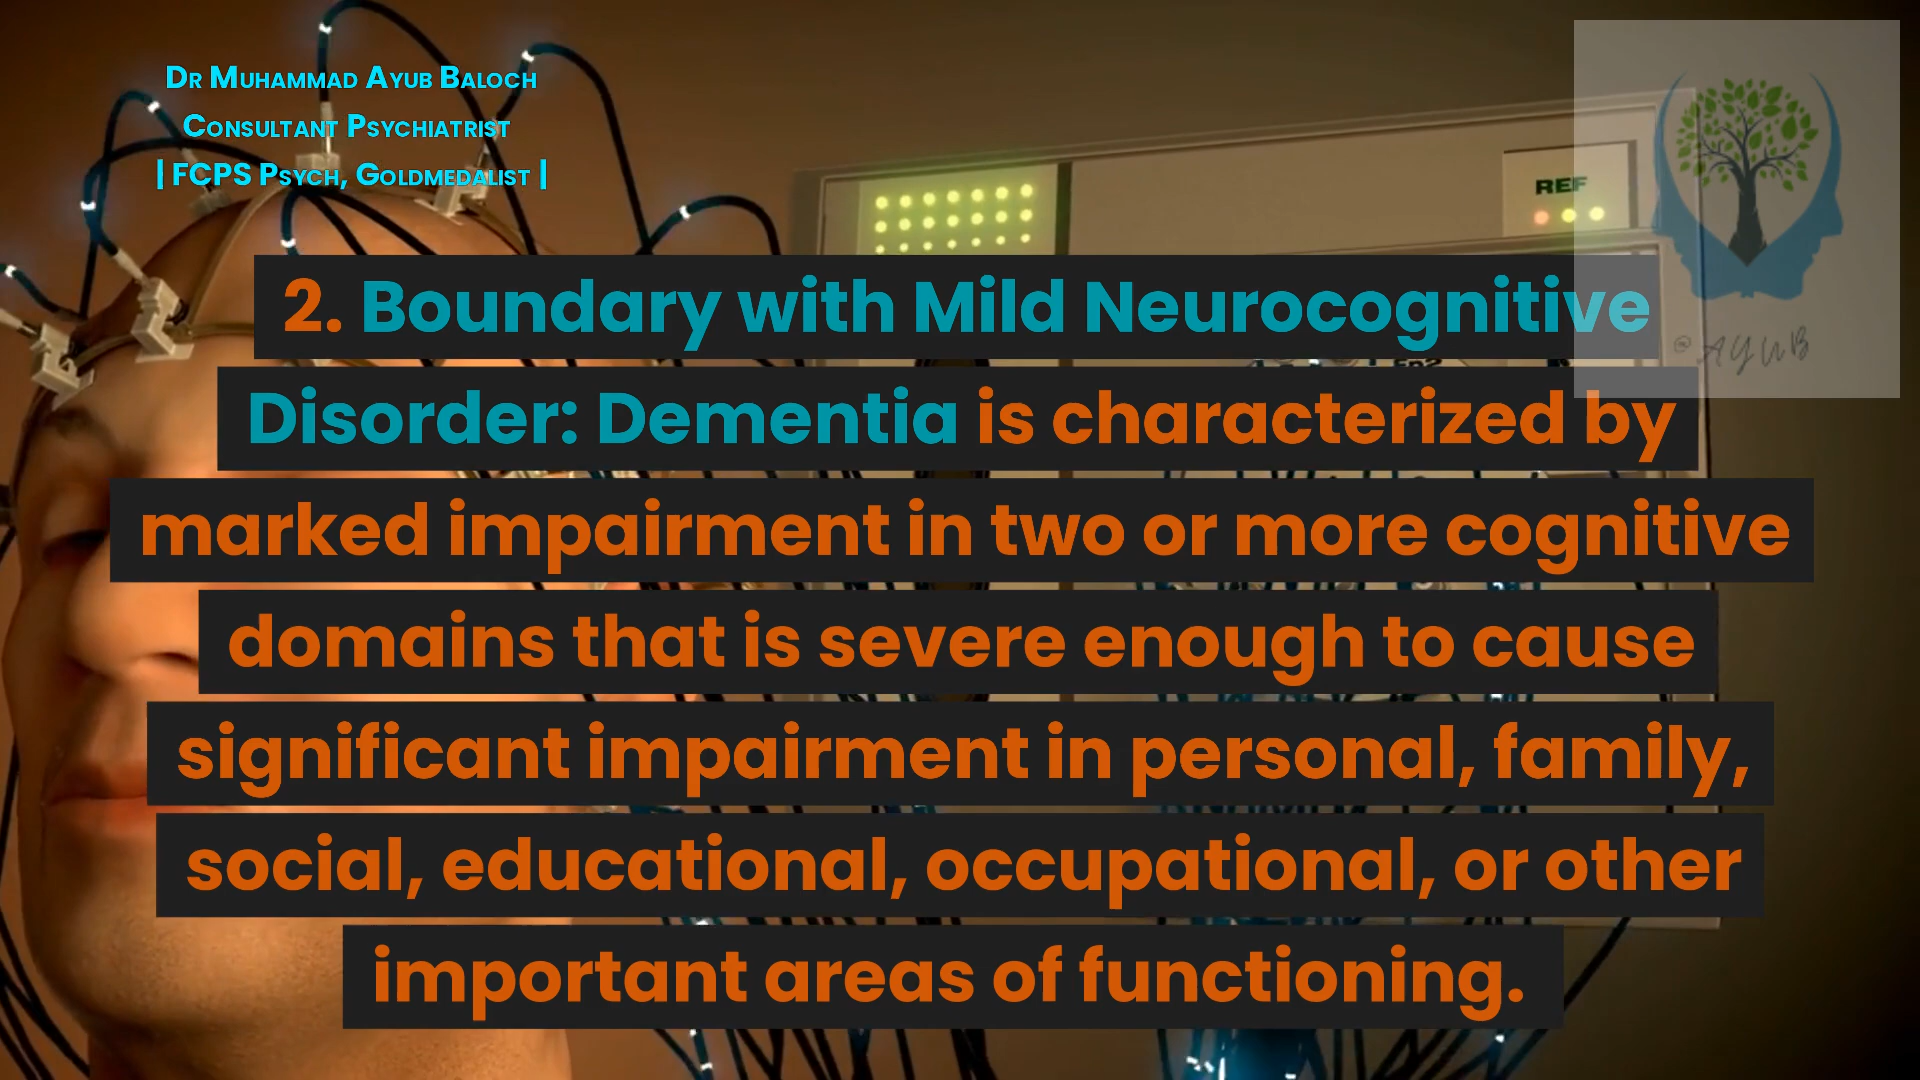 Dr Muhammad Ayub Baloch
Consultant Psychiatrist
| FCPS Psych, Goldmedalist |
REF
2. Boundary with Mild Neurocognitive
Disorder: Dementia is characterized by
marked impairment in two or more cognitive
domains that is severe enough to cause
significant impairment in personal, family,
social, educational, occupational, or other
important areas of functioning.
@AYUB